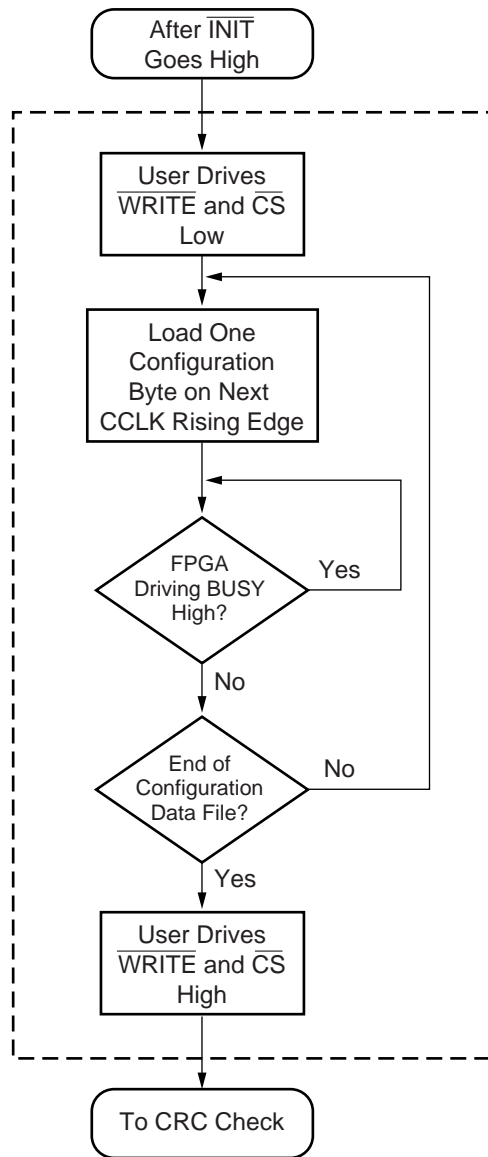 After INIT
Goes High
User Drives
WRITE and CS
Low
Load One
Configuration
Byte on Next
CCLK Rising Edge
FPGA
Driving BUSY
High?
Yes
No
End of
Configuration
Data File?
No
Yes
User Drives
WRITE and CS
High
To CRC Check